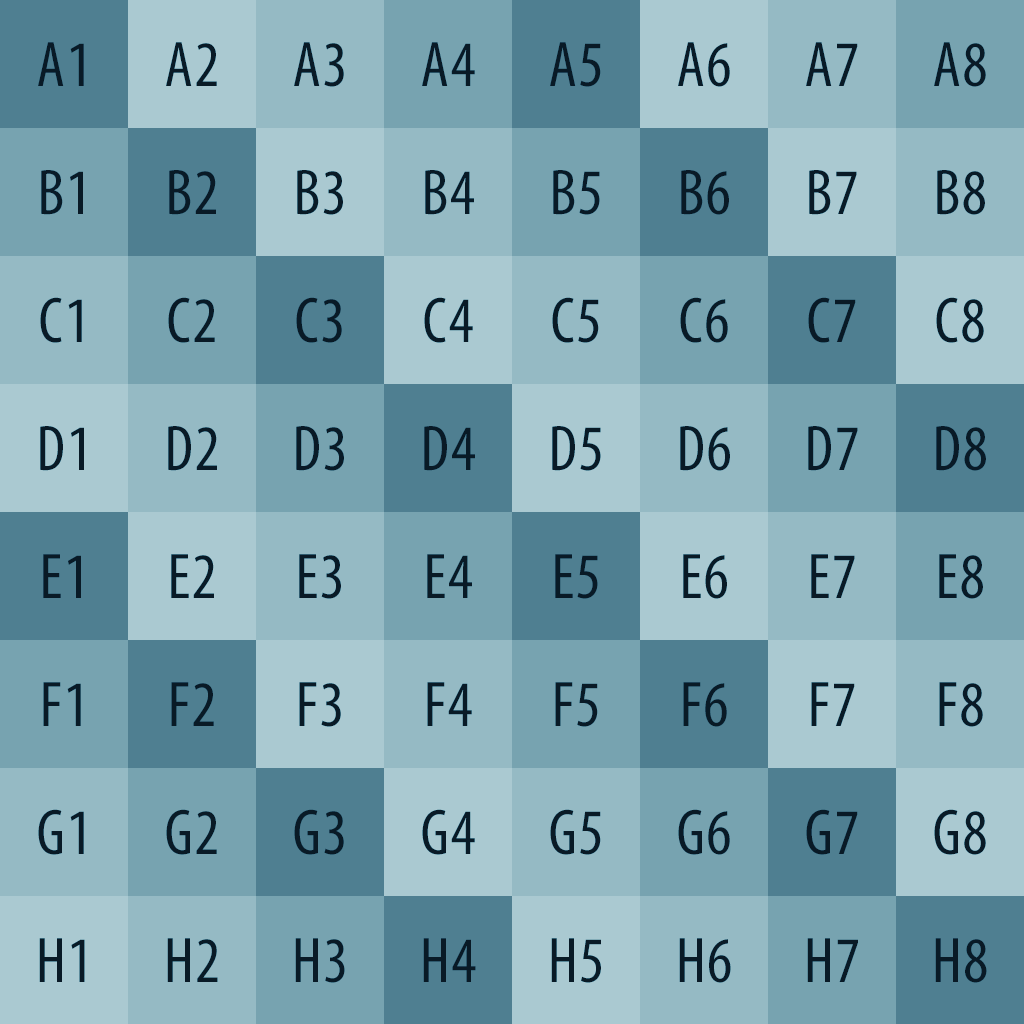 A1 A2 A3 A4 A5 A6 A7 A8
B1 B2 B3 B4 B5 B6 B7 B8
C1 C2 C3 C4 C5 C6 C7 C8
D1 D2 D3 D4 D5 D6 D7 D8
E1 E2 E3 E4 E5 E6 E7 E8
F1 F2 F3 F4 F5 F6 F7 F8
G1 G2 G3 G4 G5 G6 G7 G8
H1 H2 H3 H4 H5 H6 H7 H8